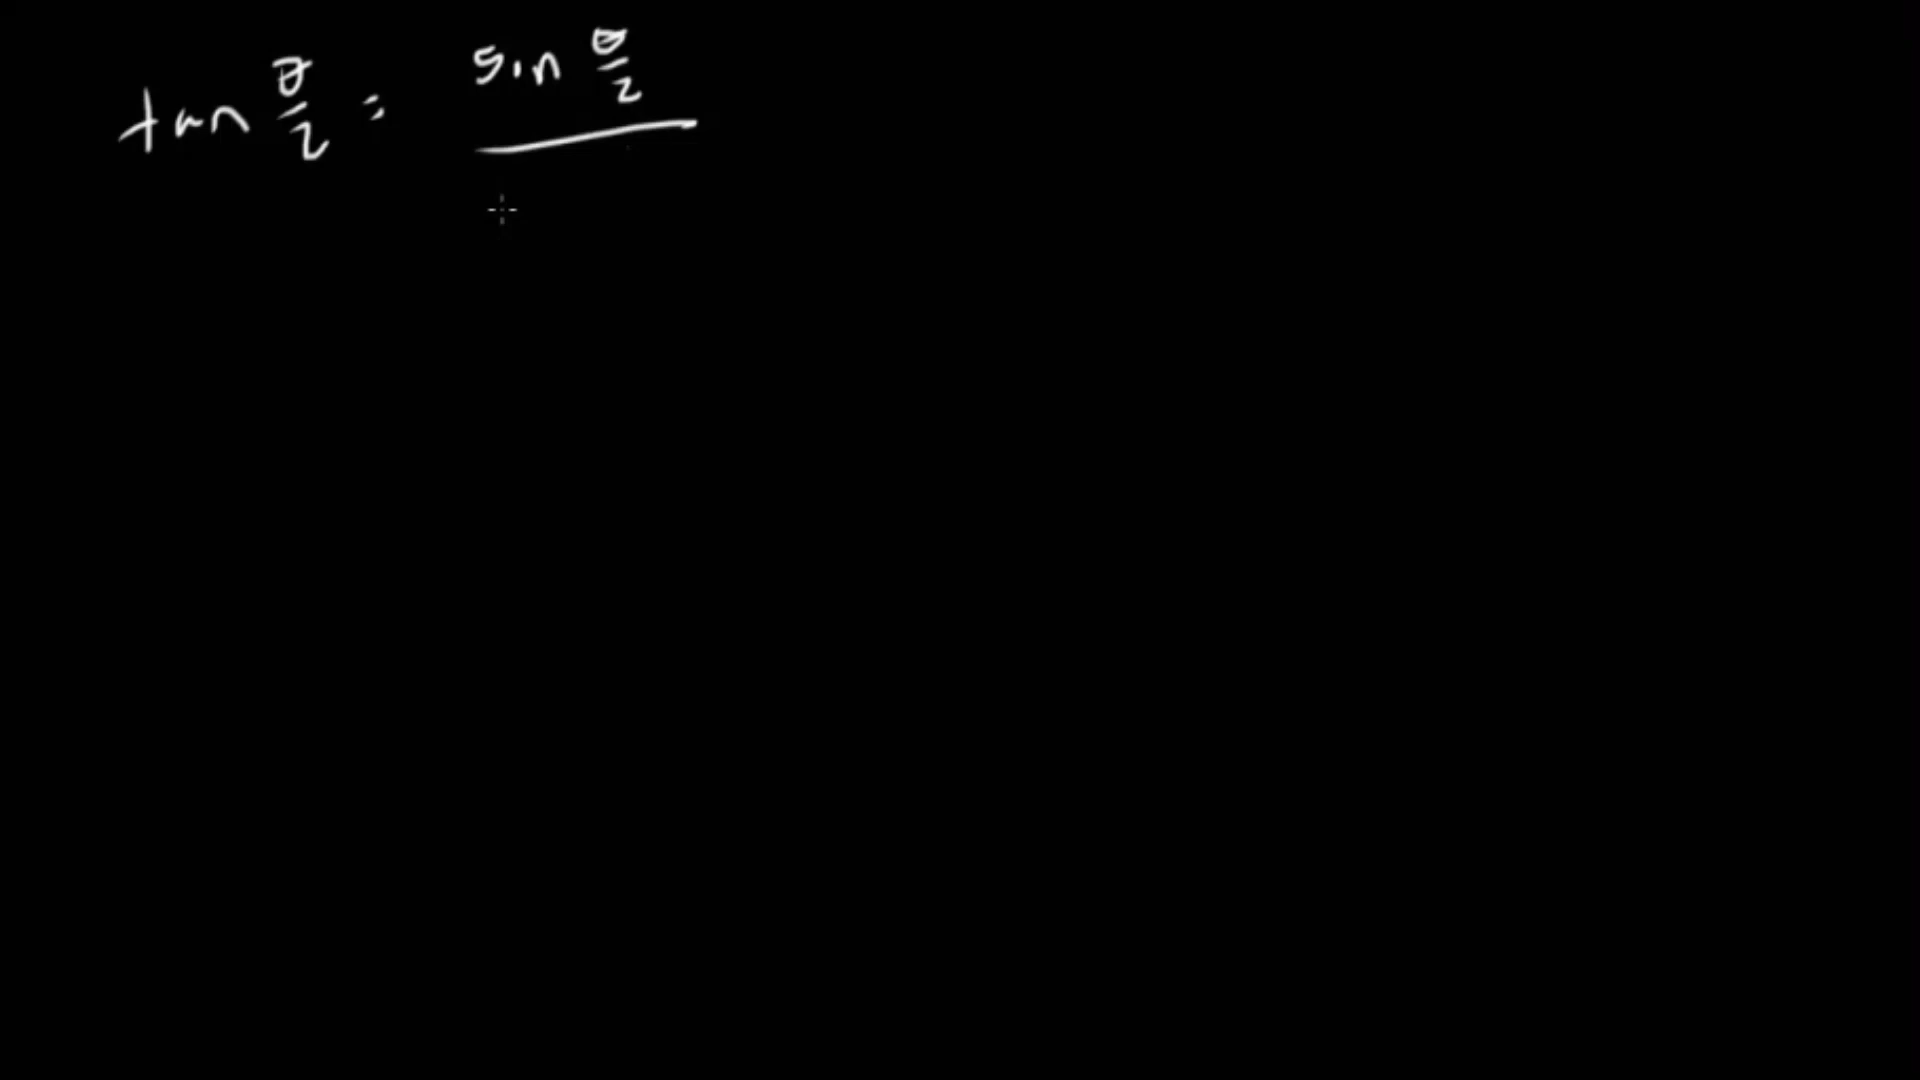 tan θ/2 = sin θ/2